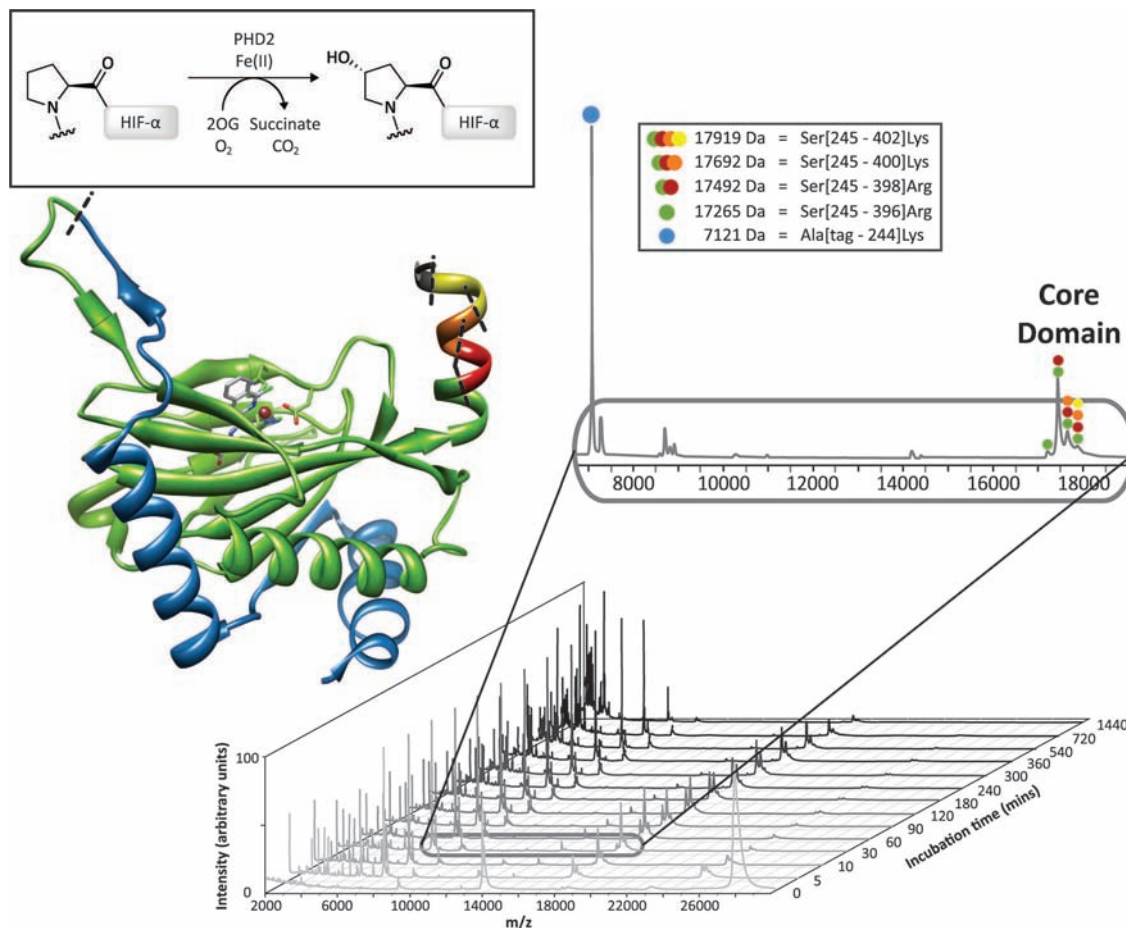 PHD2
Fe(II)
2OG Succinate
O₂ CO₂
N
O
HIF-α
HO
N
O
HIF-α
17919 Da = Ser[245 - 402]Lys
17692 Da = Ser[245 - 400]Lys
17492 Da = Ser[245 - 398]Arg
17265 Da = Ser[245 - 396]Arg
7121 Da = Ala[tag - 244]Lys
Core
Domain
8000 10000 12000 14000 16000 18000
Intensity (arbitrary units)
100
0
2000 6000 10000 14000 18000 22000 26000
m/z
0 5 10 30 60 90 120 180 240 300 360 540 720 1440
Incubation time (mins)